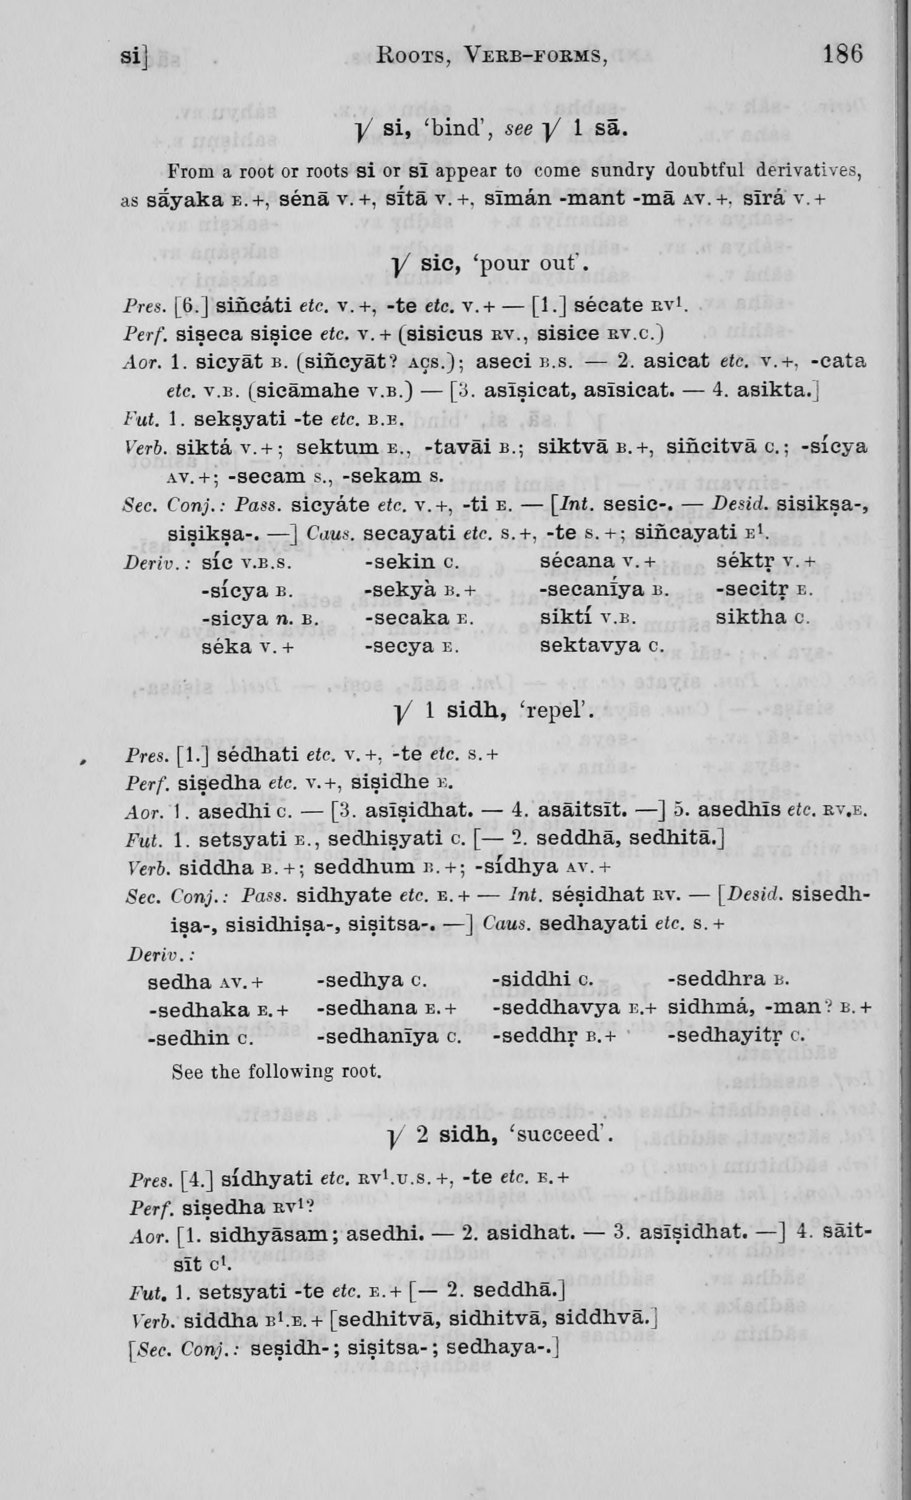 si] ROOTS, VERB-FORMS, 186
√ si, ‘bind’, see √ 1 sā.
From a root or roots si or sī appear to come sundry doubtful derivatives,
as sā́yaka E.+, sénā V.+, sī́tā V.+, sīmán -mant -mā AV.+, sīrá V.+
√ sic, ‘pour out’.
Pres. [6.] siñcáti etc. V.+, -te etc. V.+ — [1.] sécate RV¹.
Perf. siṣeca siṣice etc. V.+ (sisicus RV., sisice RV.C.)
Aor. 1. sicyāt B. (siñcyāt? AÇS.); aseci B.S. — 2. asicat etc. V.+, -cata
etc. V.B. (sicāmahe V.B.) — [3. asīṣicat, asīsicat. — 4. asikta.]
Fut. 1. sekṣyati -te etc. B.E.
Verb. siktá V.+; sektum E., -tavāi B.; siktvā B.+, siñcitvā C.; -sícya
AV.+; -secam S., -sekam S.
Sec. Conj.: Pass. sicyáte etc. V.+, -ti E. — [Int. sesic-. — Desid. sisikṣa-,
siṣikṣa-. —] Caus. secayati etc. S.+, -te S.+; siñcayati E¹.
Deriv.: síc V.B.S. -sekin C. sécana V.+ séktṛ V.+
-sícya B. -sekyà B.+ -secanī́ya B. -secitṛ E.
-sicya n. B. -secaka E. siktí V.B. siktha C.
séka V.+ -secya E. sektavya C.
√ 1 sidh, ‘repel’.
Pres. [1.] sédhati etc. V.+, -te etc. S.+
Perf. siṣedha etc. V.+, siṣidhe E.
Aor. 1. asedhi C. — [3. asīṣidhat. — 4. asāitsīt. —] 5. asedhīs etc. RV.E.
Fut. 1. setsyati E., sedhiṣyati C. [— 2. seddhā, sedhitā.]
Verb. siddha B.+; seddhum B.+; -sídhya AV.+
Sec. Conj.: Pass. sidhyate etc. E.+ — Int. séṣidhat RV. — [Desid. sisedh-
iṣa-, sisidhiṣa-, siṣitsa-. —] Caus. sedhayati etc. S.+
Deriv.:
sedha AV.+ -sedhya C. -siddhi C. -seddhra B.
-sedhaka E.+ -sedhana E.+ -seddhavya E.+ sidhmá, -man? B.+
-sedhin C. -sedhanīya C. -seddhṛ B.+ -sedhayitṛ C.
See the following root.
√ 2 sidh, ‘succeed’.
Pres. [4.] sídhyati etc. RV¹.U.S.+, -te etc. E.+
Perf. siṣedha RV¹?
Aor. [1. sidhyāsam; asedhi. — 2. asidhat. — 3. asīṣidhat. —] 4. sāit-
sīt C¹.
Fut. 1. setsyati -te etc. E.+ [— 2. seddhā.]
Verb. siddha B¹.E.+ [sedhitvā, sidhitvā, siddhvā.]
[Sec. Conj.: seṣidh-; siṣitsa-; sedhaya-.]